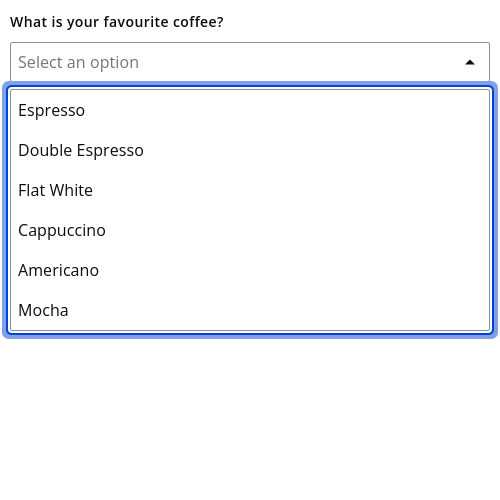 What is your favourite coffee?
Select an option
Espresso
Double Espresso
Flat White
Cappuccino
Americano
Mocha